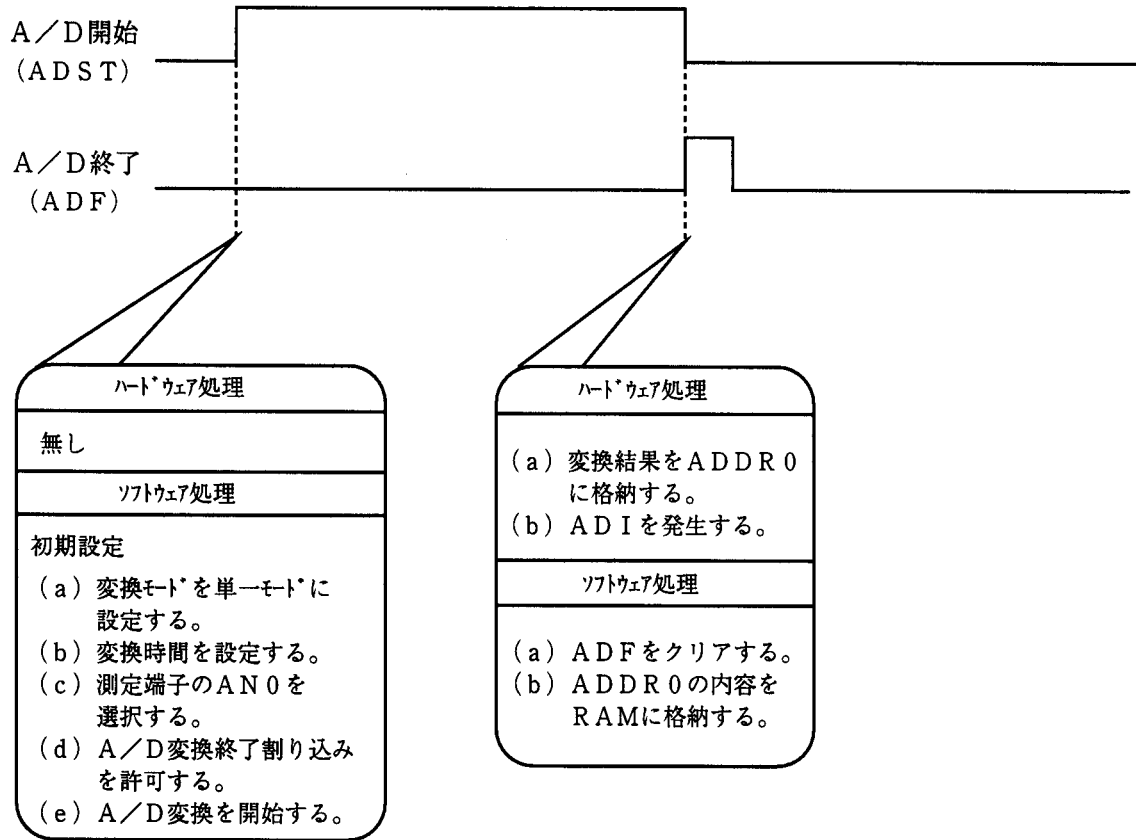 A/D開始
(ADST)
A/D終了
(ADF)
ハードウェア処理
無し
ソフトウェア処理
初期設定
(a) 変換モードを単一モードに
設定する。
(b) 変換時間を設定する。
(c) 測定端子のAN0を
選択する。
(d) A/D変換終了割り込み
を許可する。
(e) A/D変換を開始する。
ハードウェア処理
(a) 変換結果をADDR0
に格納する。
(b) ADIを発生する。
ソフトウェア処理
(a) ADFをクリアする。
(b) ADDR0の内容を
RAMに格納する。